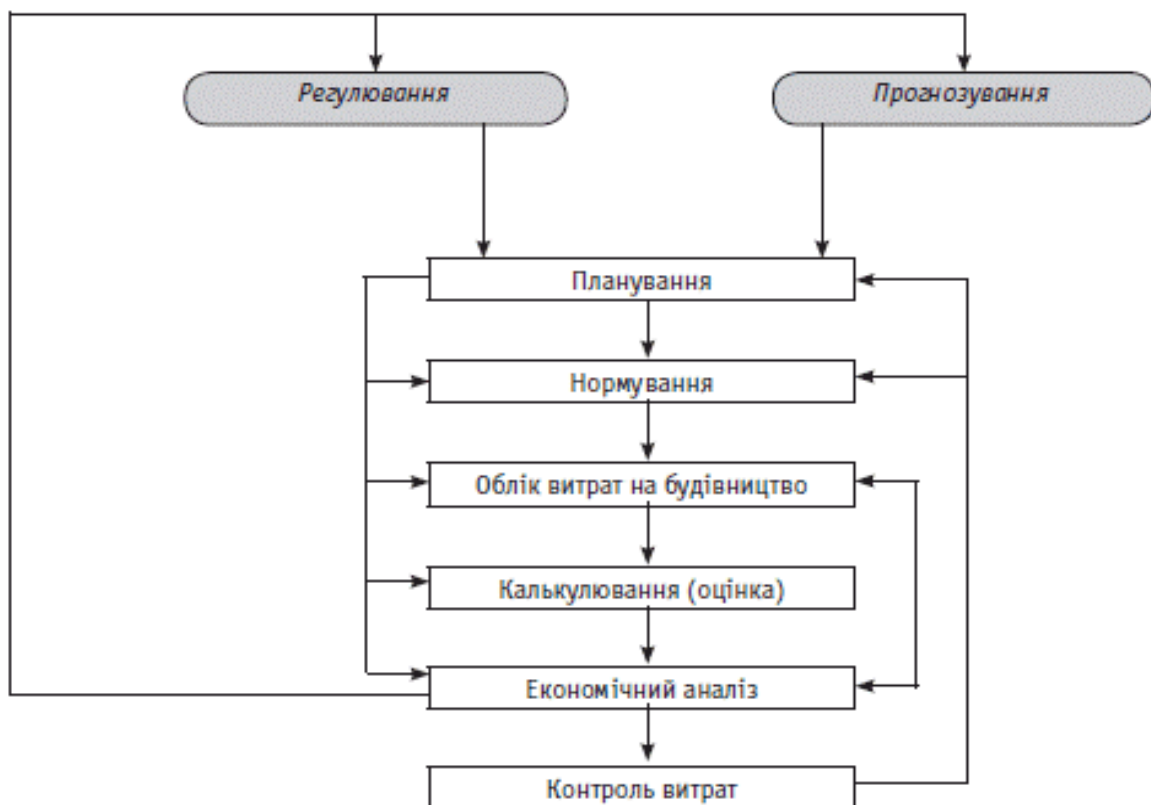 Регулювання
Прогнозування
Планування
Нормування
Облік витрат на будівництво
Калькулювання (оцінка)
Економічний аналіз
Контроль витрат